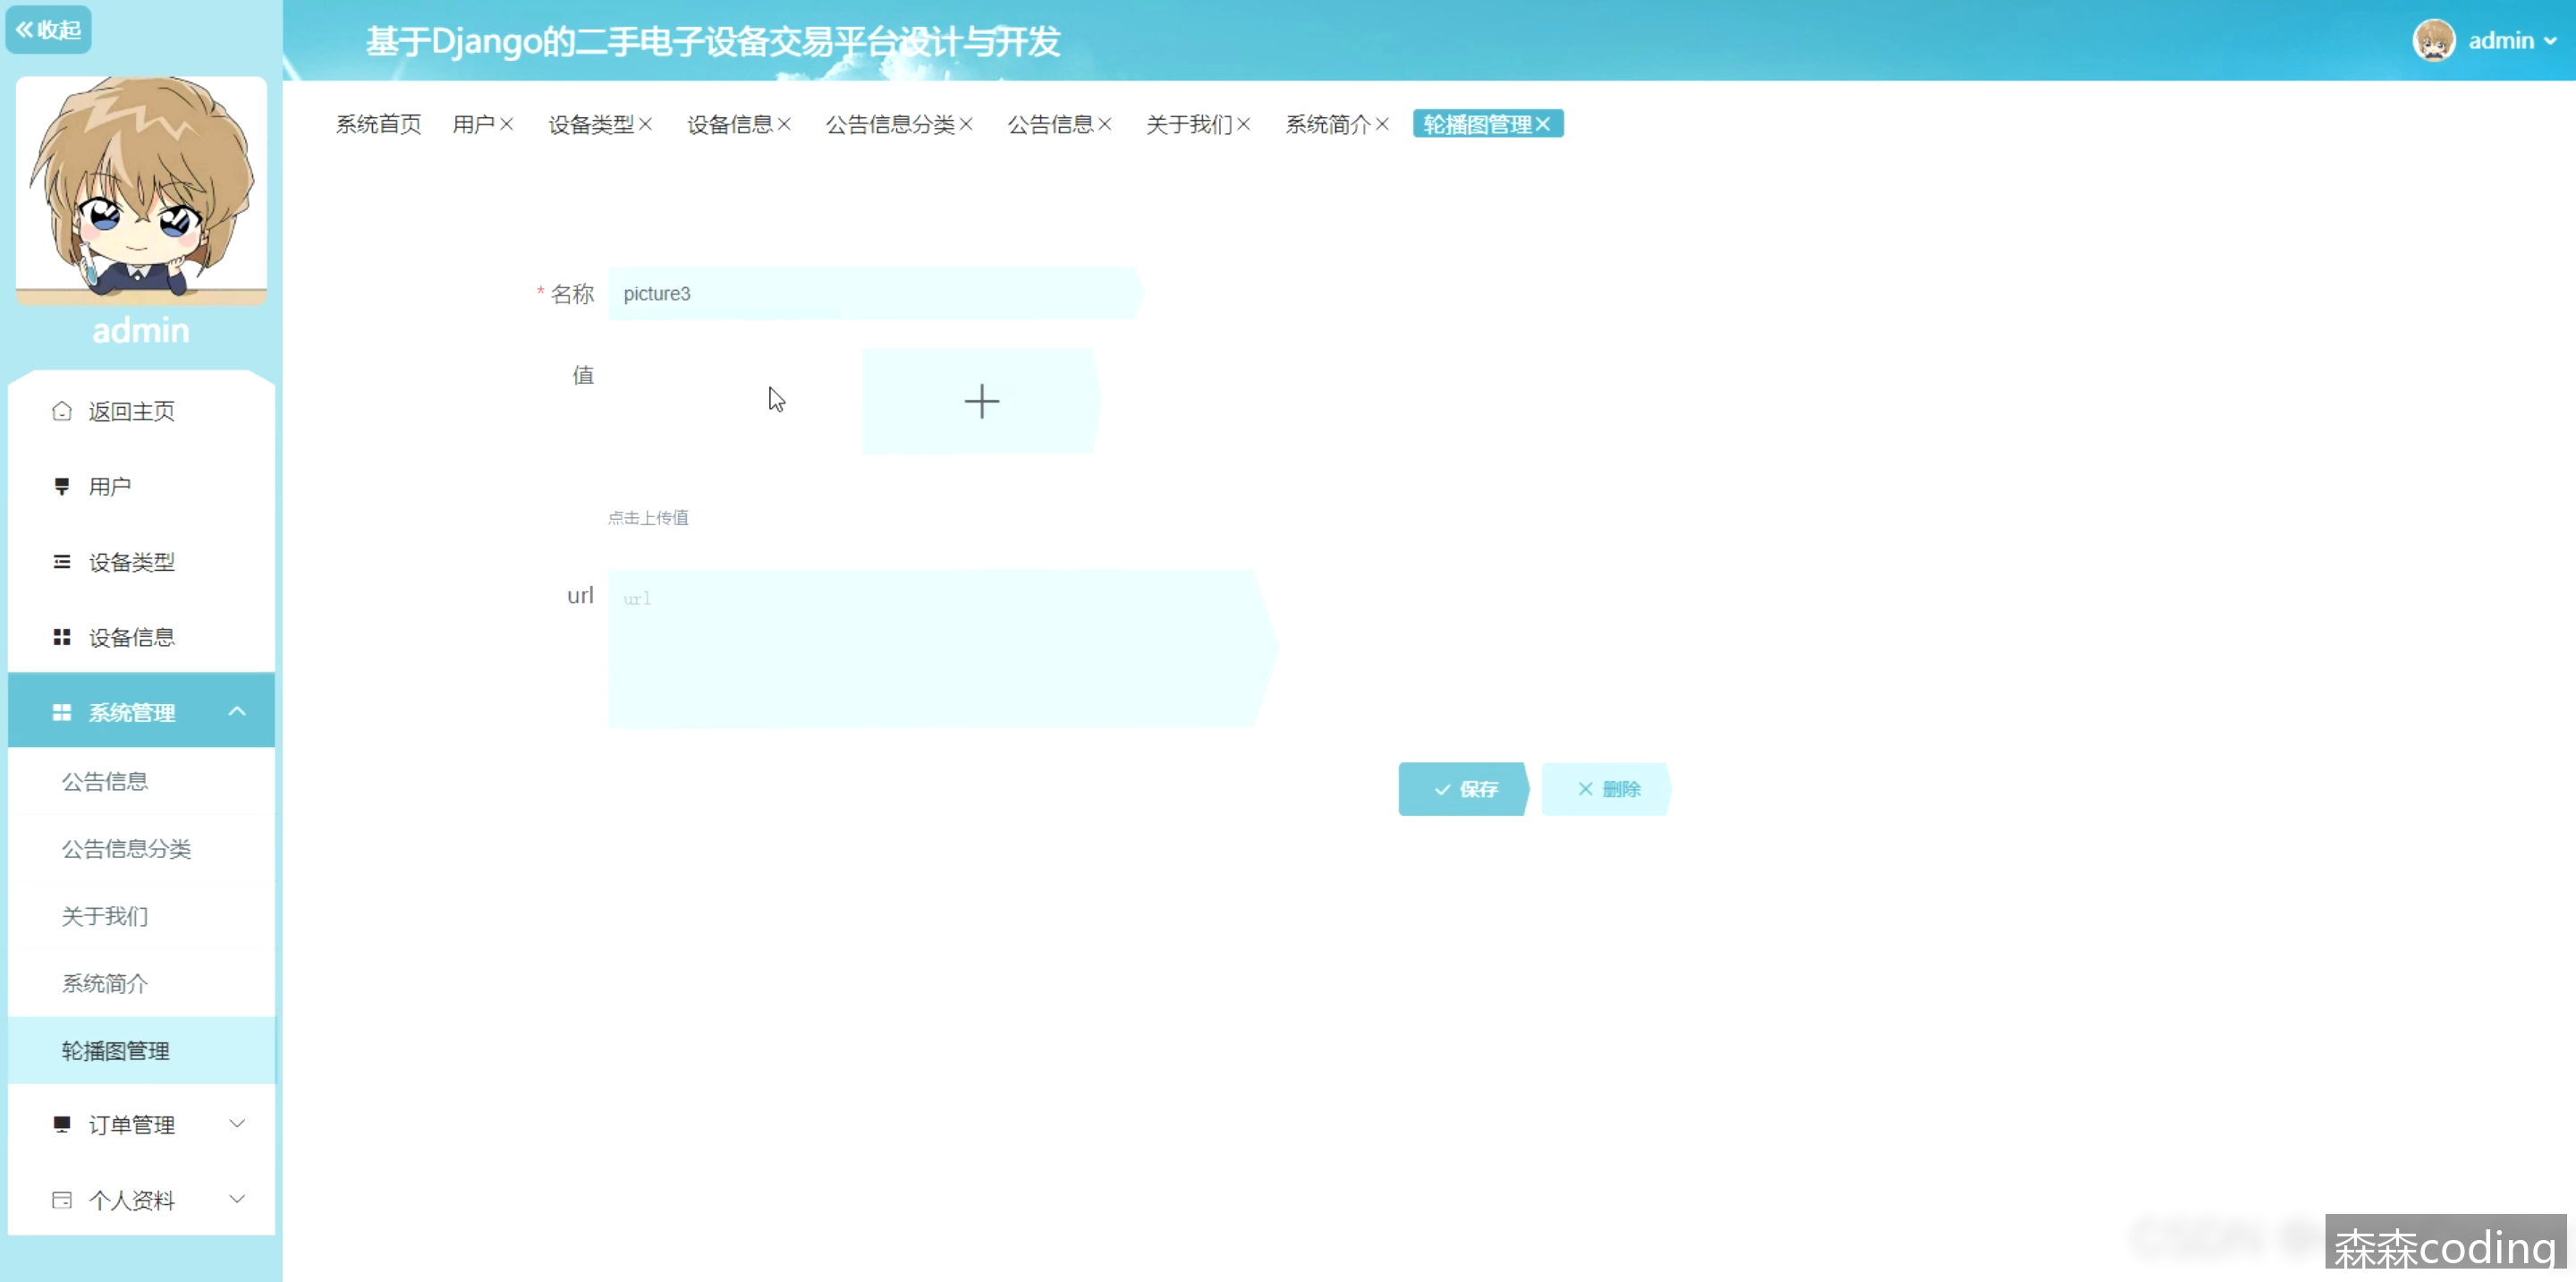 收起
基于Django的二手电子设备交易平台设计与开发
admin
系统首页 用户 设备类型 设备信息 公告信息分类 公告信息 关于我们 系统简介 轮播图管理
admin
返回主页
用户
设备类型
设备信息
系统管理
公告信息
公告信息分类
关于我们
系统简介
轮播图管理
订单管理
个人资料
* 名称 picture3
值
点击上传值
url url
保存 删除
CSDN
森森coding